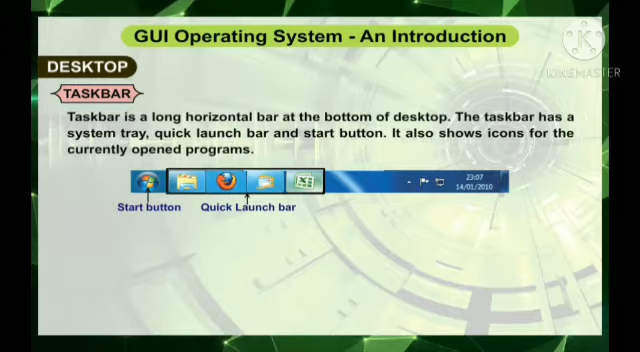 GUI Operating System - An Introduction
KINEMASTER
DESKTOP
TASKBAR
Taskbar is a long horizontal bar at the bottom of desktop. The taskbar has a
system tray, quick launch bar and start button. It also shows icons for the
currently opened programs.
23:07
14/01/2010
Start button
Quick Launch bar